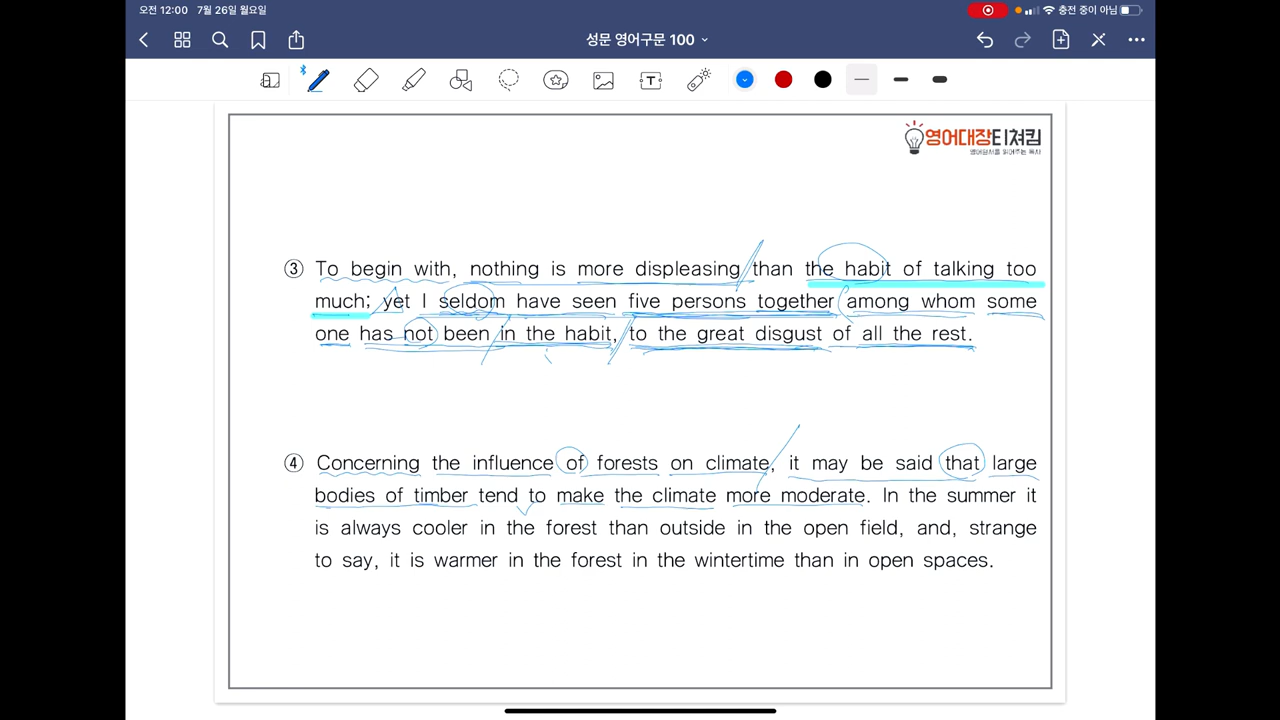 오전 12:00 7월 26일 월요일
충전 중이 아님
성문 영어구문 100
영어대장티쳐킴
③ To begin with, nothing is more displeasing than the habit of talking too
much; yet I seldom have seen five persons together among whom some
one has not been in the habit, to the great disgust of all the rest.
④ Concerning the influence of forests on climate, it may be said that large
bodies of timber tend to make the climate more moderate. In the summer it
is always cooler in the forest than outside in the open field, and, strange
to say, it is warmer in the forest in the wintertime than in open spaces.